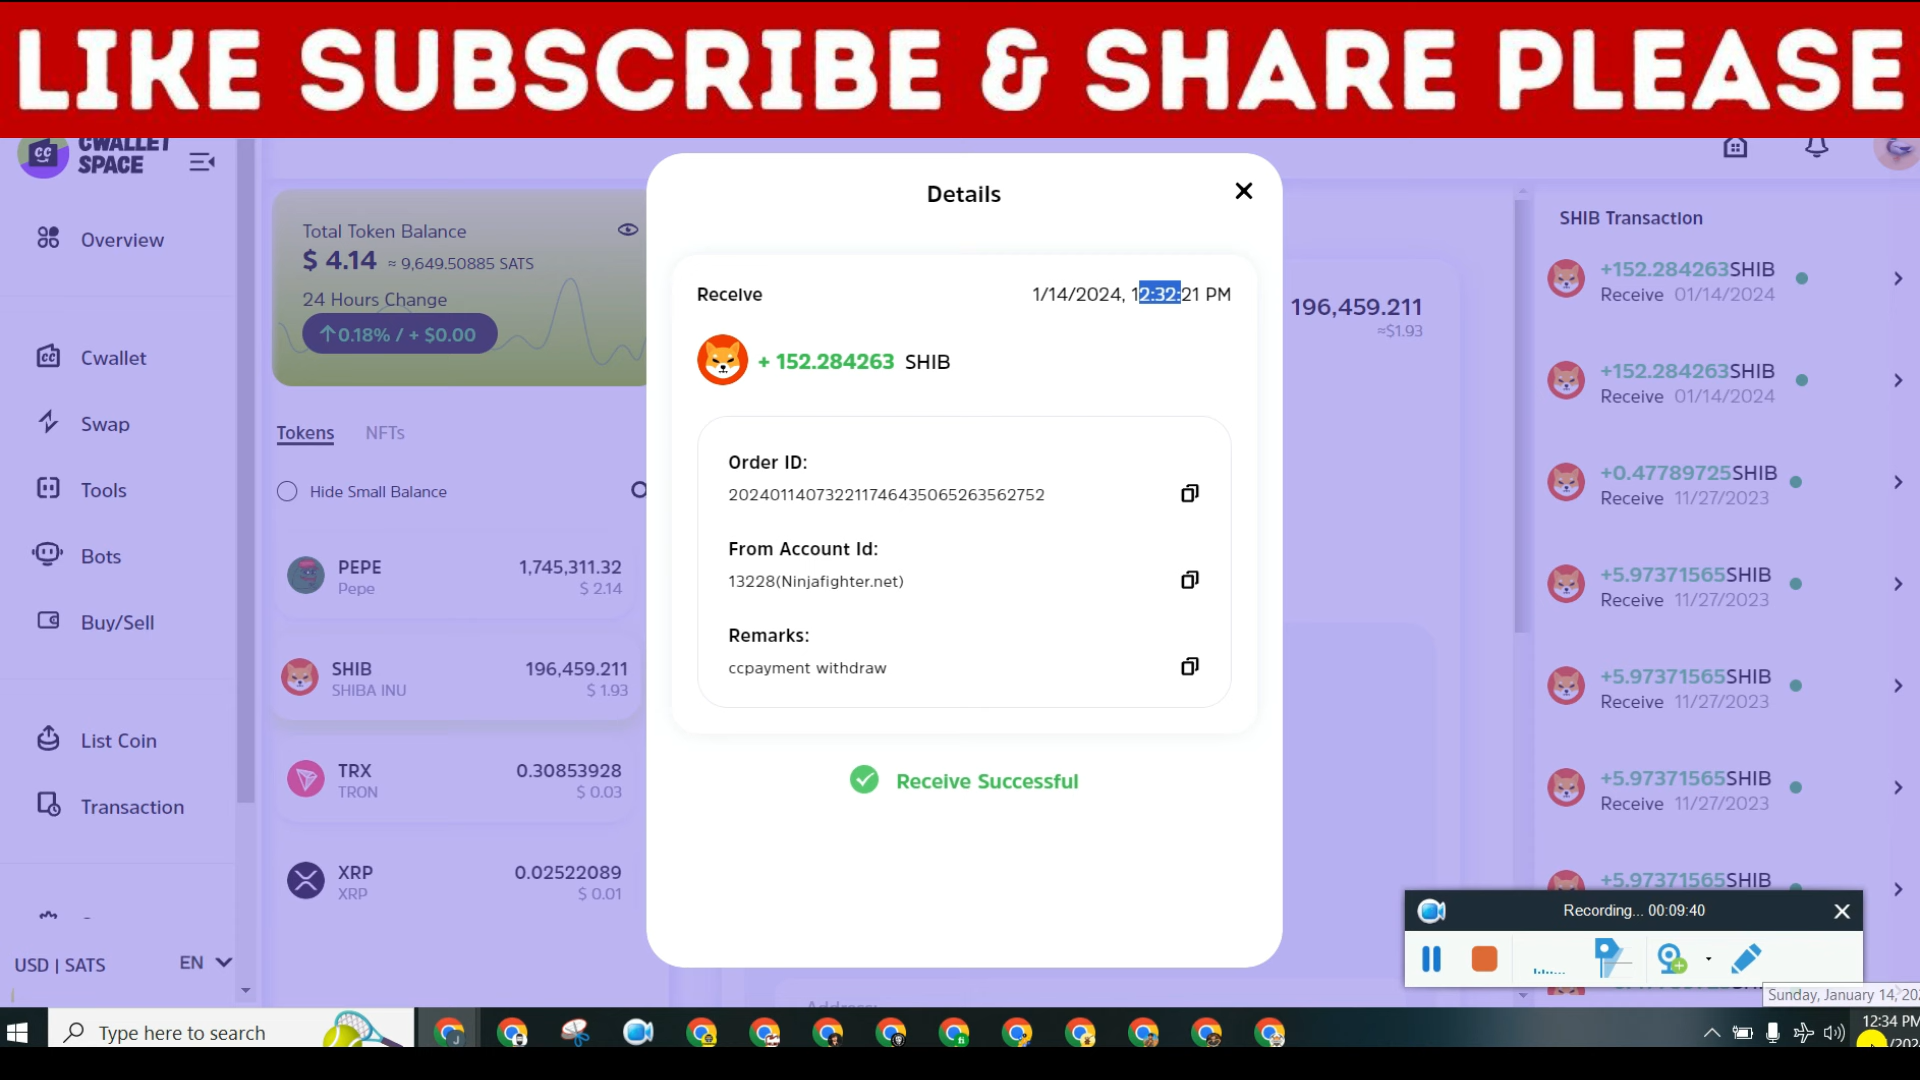 LIKE SUBSCRIBE & SHARE PLEASE
CWALLET
SPACE
Overview
Cwallet
Swap
Tools
Bots
Buy/Sell
List Coin
Transaction
USD | SATS
EN
Total Token Balance
$ 4.14 ≈ 9,649.50885 SATS
24 Hours Change
↑0.18% / + $0.00
Tokens NFTs
Hide Small Balance
PEPE 1,745,311.32
Pepe $ 2.14
SHIB 196,459.211
SHIBA INU $ 1.93
TRX 0.30853928
TRON $ 0.03
XRP 0.02522089
XRP $ 0.01
Details
Receive 1/14/2024, 12:32:21 PM
+ 152.284263 SHIB
Order ID:
202401140732211746435065263562752
From Account Id:
13228(Ninjafighter.net)
Remarks:
ccpayment withdraw
Receive Successful
196,459.211
≈$1.93
Address:
SHIB Transaction
+152.284263SHIB
Receive 01/14/2024
+152.284263SHIB
Receive 01/14/2024
+0.47789725SHIB
Receive 11/27/2023
+5.97371565SHIB
Receive 11/27/2023
+5.97371565SHIB
Receive 11/27/2023
+5.97371565SHIB
Receive 11/27/2023
+5.97371565SHIB
Recording... 00:09:40
Sunday, January 14, 202
Type here to search
12:34 PM
/202